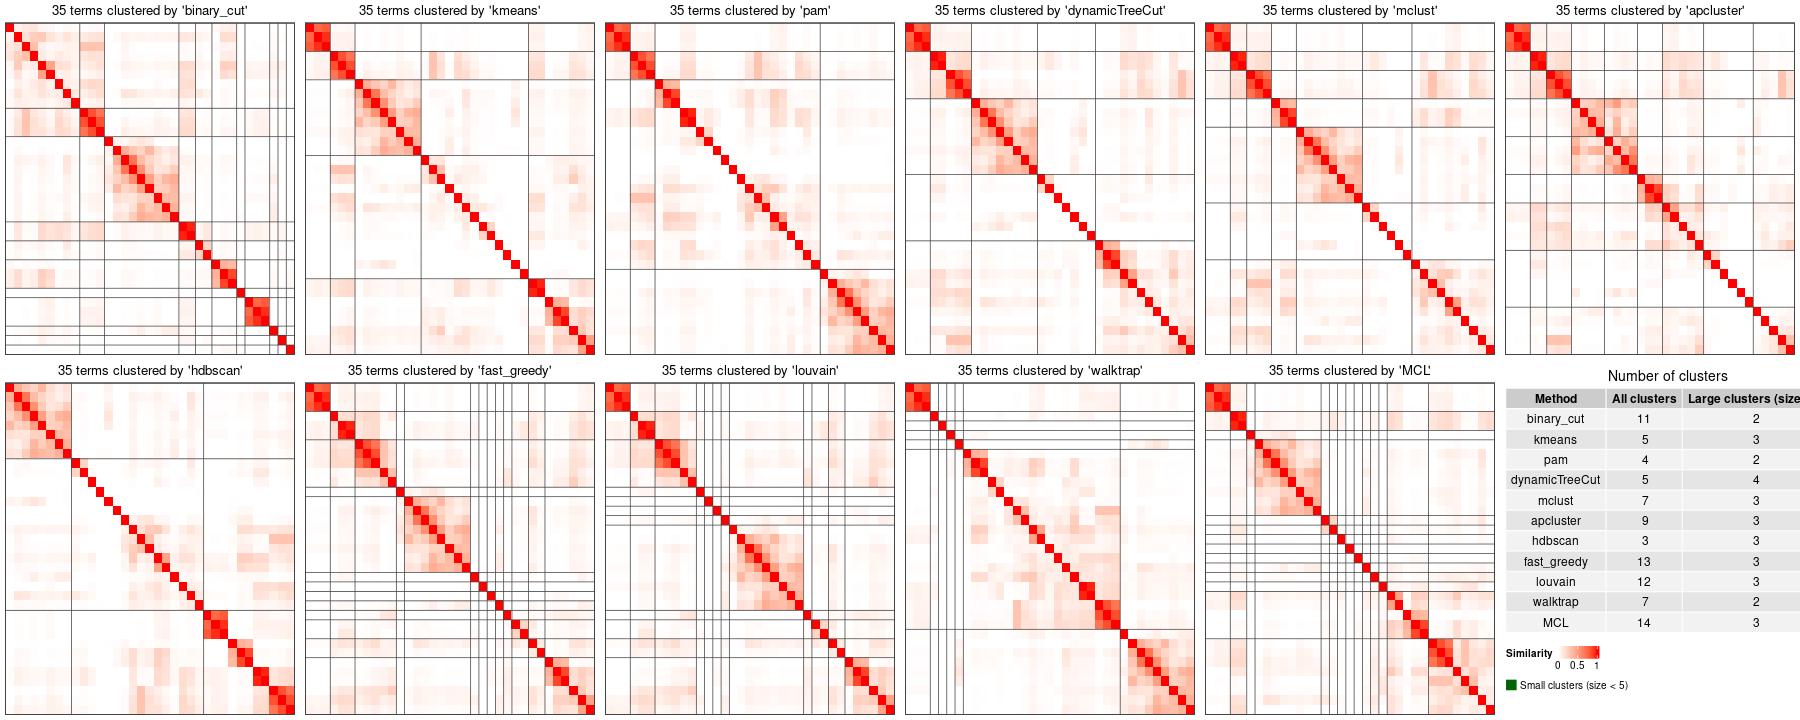 35 terms clustered by 'binary_cut'
35 terms clustered by 'kmeans'
35 terms clustered by 'pam'
35 terms clustered by 'dynamicTreeCut'
35 terms clustered by 'mclust'
35 terms clustered by 'apcluster'
35 terms clustered by 'hdbscan'
35 terms clustered by 'fast_greedy'
35 terms clustered by 'louvain'
35 terms clustered by 'walktrap'
35 terms clustered by 'MCL'
Number of clusters
Method All clusters Large clusters (size
binary_cut 11 2
kmeans 5 3
pam 4 2
dynamicTreeCut 5 4
mclust 7 3
apcluster 9 3
hdbscan 3 3
fast_greedy 13 3
louvain 12 3
walktrap 7 2
MCL 14 3
Similarity
0 0.5 1
Small clusters (size < 5)